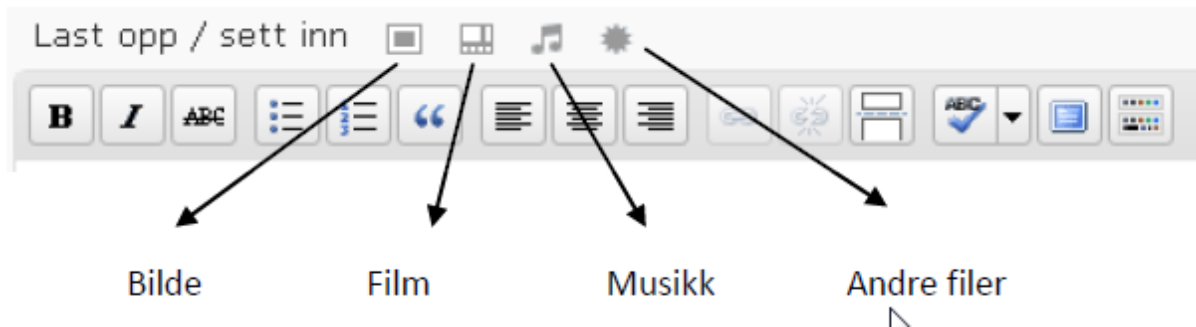 Last opp / sett inn
B I ABC ABC
Bilde Film Musikk Andre filer